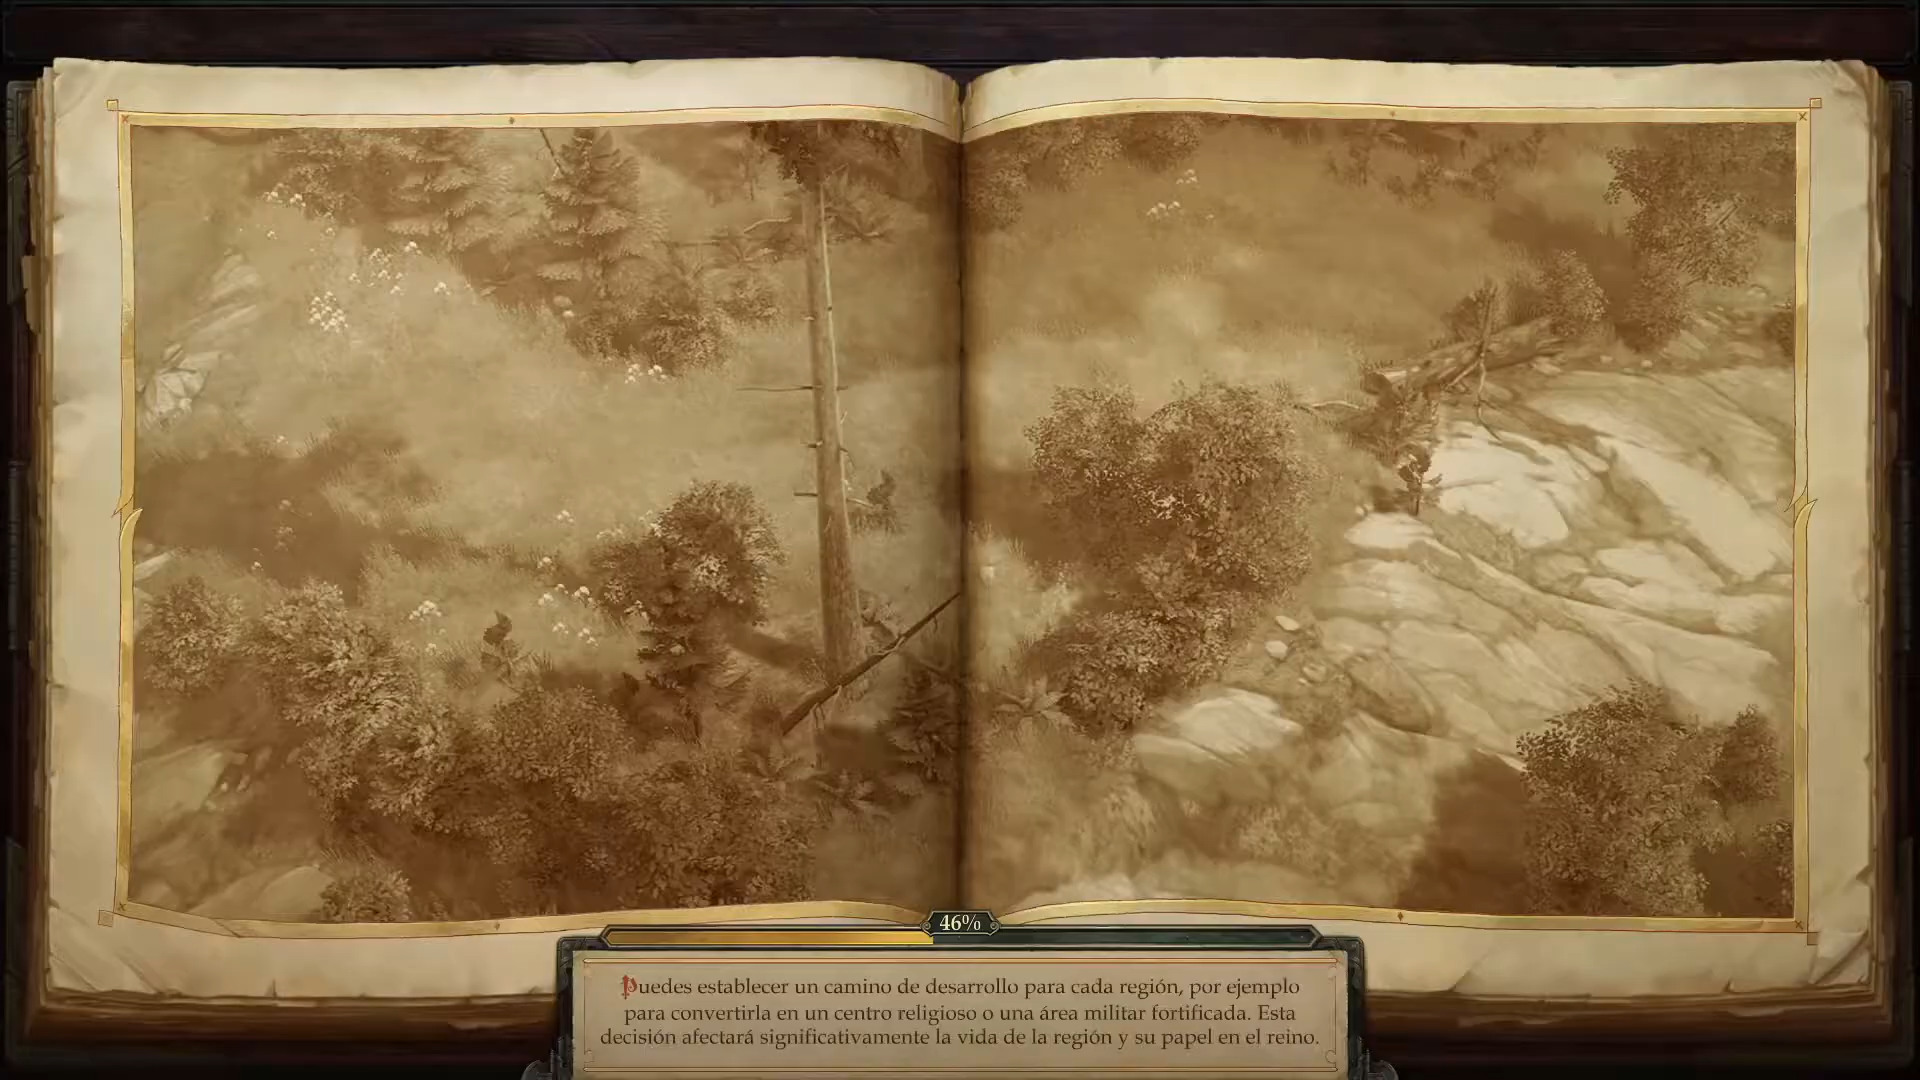 46%
Puedes establecer un camino de desarrollo para cada región, por ejemplo
para convertirla en un centro religioso o una área militar fortificada. Esta
decisión afectará significativamente la vida de la región y su papel en el reino.